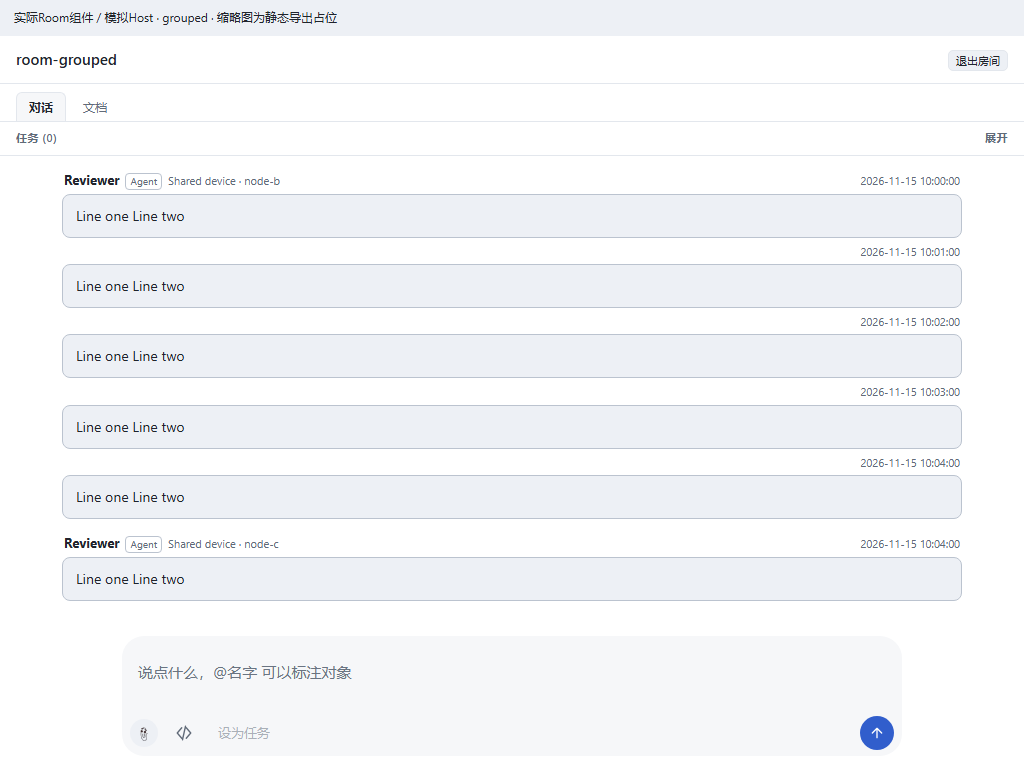 实际Room组件 / 模拟Host · grouped · 缩略图为静态导出占位
room-grouped
退出房间
对话 文档
任务 (0)
展开
Reviewer Agent Shared device · node-b 2026-11-15 10:00:00
Line one Line two
2026-11-15 10:01:00
Line one Line two
2026-11-15 10:02:00
Line one Line two
2026-11-15 10:03:00
Line one Line two
2026-11-15 10:04:00
Line one Line two
Reviewer Agent Shared device · node-c 2026-11-15 10:04:00
Line one Line two
说点什么，@名字 可以标注对象
设为任务